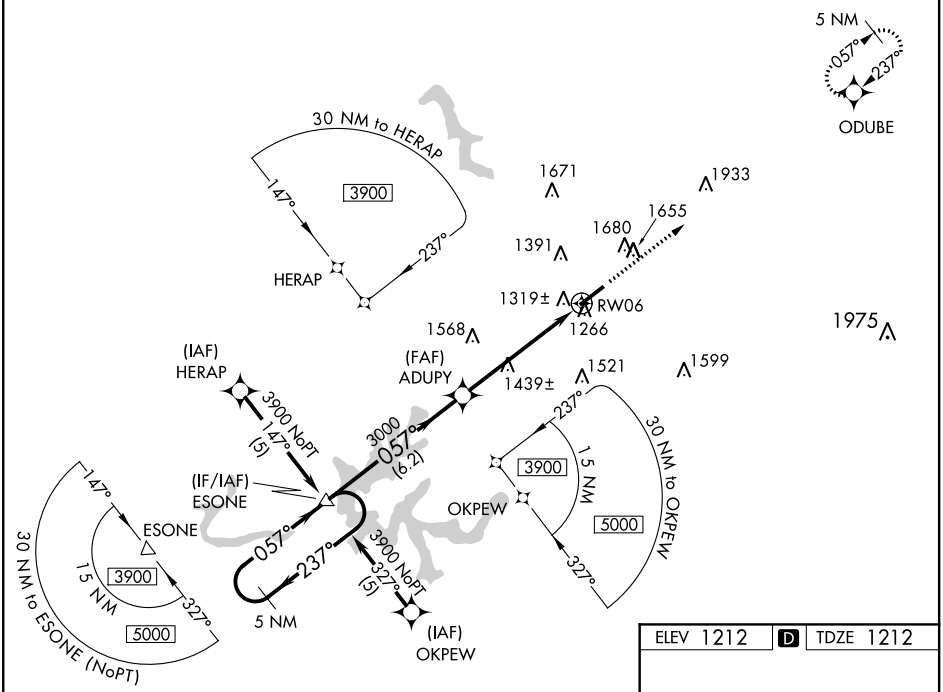 5 NM
057°
237°
ODUBE
30 NM to HERAP
147°
3900
237°
HERAP
1671
1933
1655
1680
1391
1319±
RW06
1266
1568
1975
(FAF)
ADUPY
1439±
1521
1599
(IAF)
HERAP
3900 NoPT
147°
(5)
3000
057°
(6.2)
(IF/IAF)
ESONE
057°
237°
5 NM
3900 NoPT
327°
(5)
(IAF)
OKPEW
147°
ESONE
3900
15 NM
327°
5000
30 NM to ESONE (NoPT)
237°
3900
15 NM
OKPEW
5000
327°
30 NM to OKPEW
ELEV 1212 D TDZE 1212